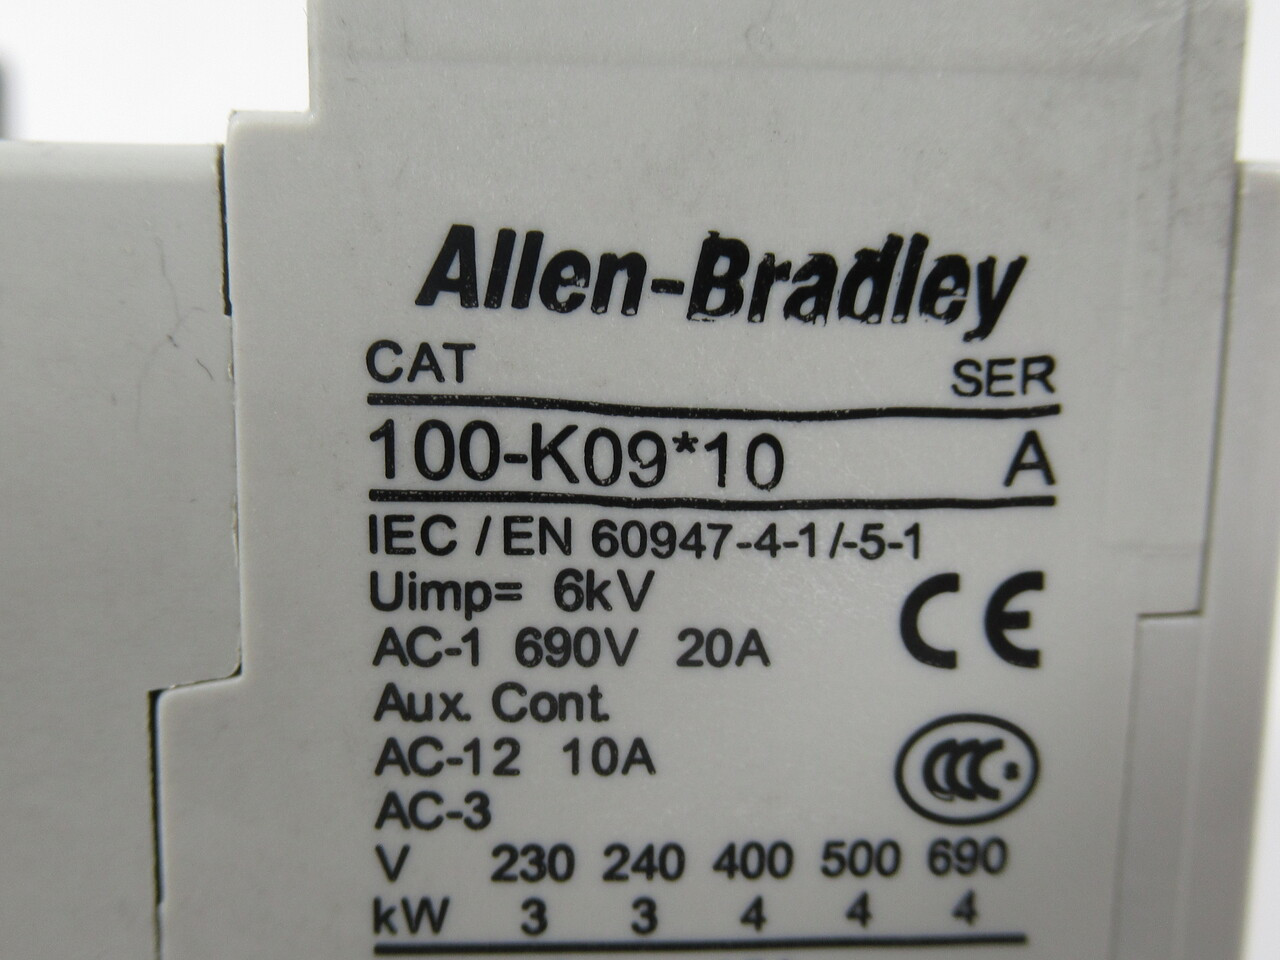 Allen-Bradley
CAT SER
100-K09*10 A
IEC / EN 60947-4-1/-5-1
Uimp= 6kV
CE
AC-1 690V 20A
Aux. Cont.
AC-12 10A
CCC
AC-3
V 230 240 400 500 690
kW 3 3 4 4 4